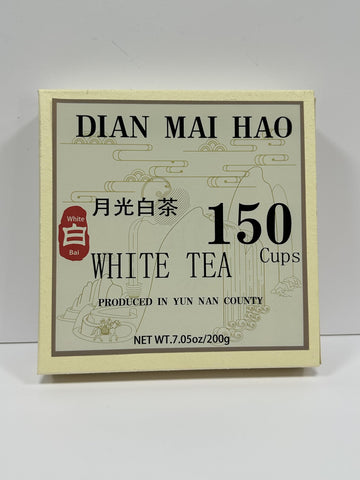 DIAN MAI HAO
月光白茶
150
Cups
White
白
Bai
WHITE TEA
PRODUCED IN YUN NAN COUNTY
NET WT.7.05oz/200g